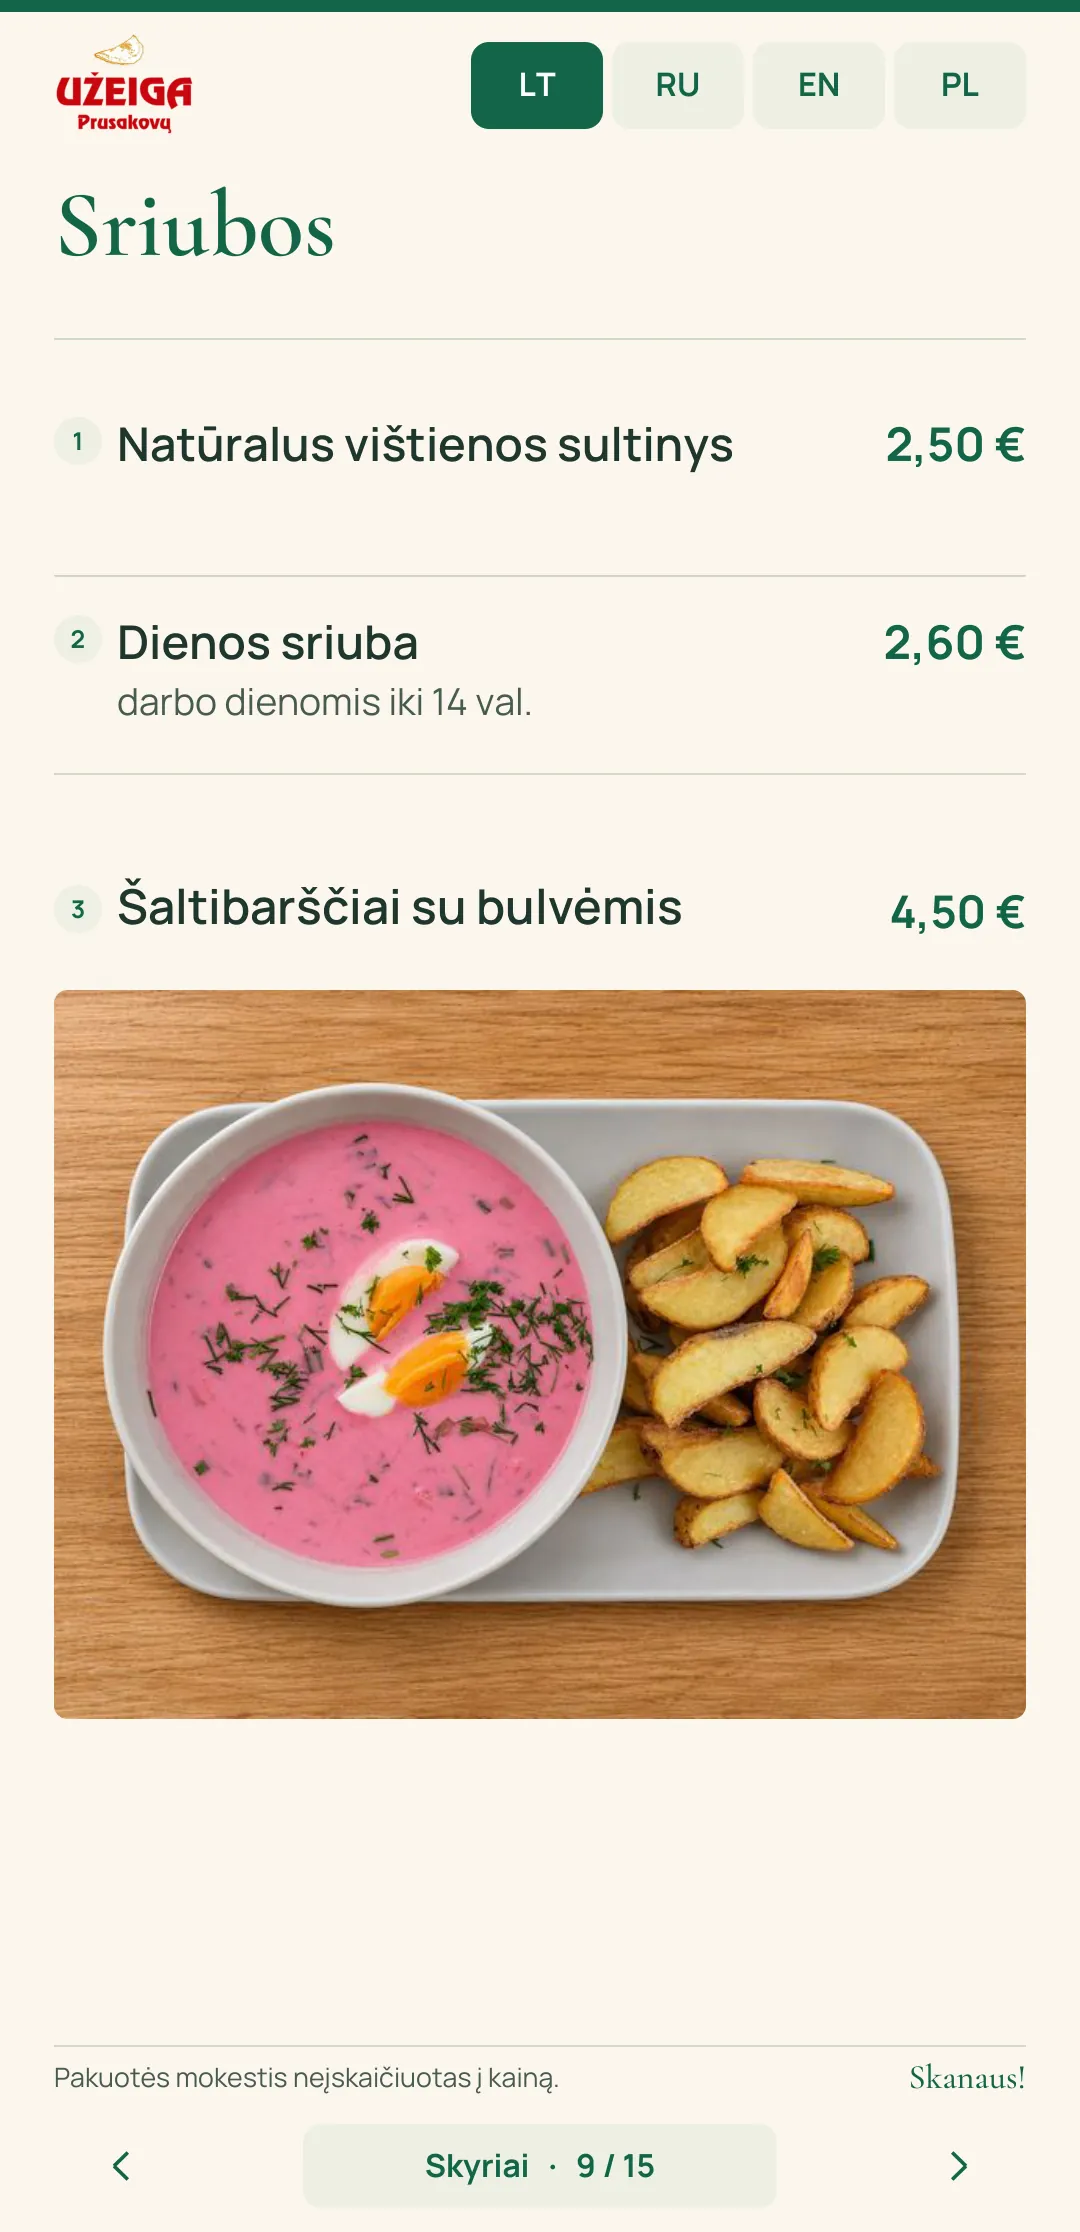 UŽEIGA
Prusakovų
LT
RU
EN
PL
Sriubos
1 Natūralus vištienos sultinys 2,50 €
2 Dienos sriuba 2,60 €
darbo dienomis iki 14 val.
3 Šaltibarščiai su bulvėmis 4,50 €
Pakuotės mokestis neįskaičiuotas į kainą.
Skanaus!
Skyriai · 9 / 15